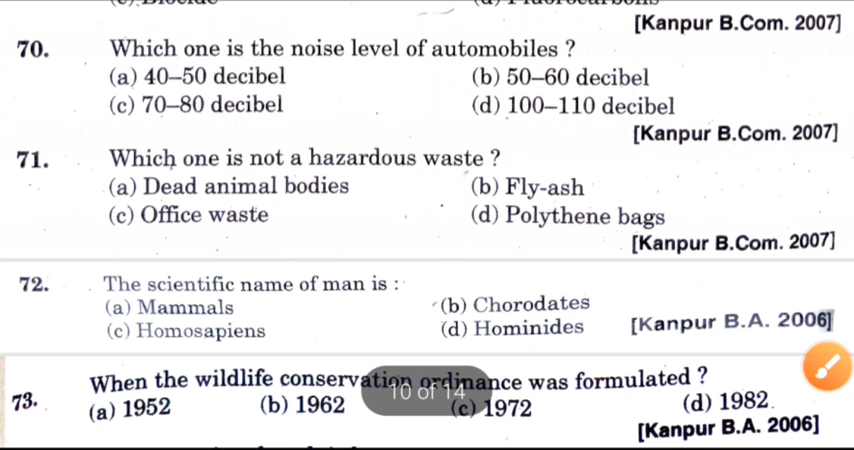 [Kanpur B.Com. 2007]
70. Which one is the noise level of automobiles ?
(a) 40–50 decibel (b) 50–60 decibel
(c) 70–80 decibel (d) 100–110 decibel
[Kanpur B.Com. 2007]
71. Which one is not a hazardous waste ?
(a) Dead animal bodies (b) Fly-ash
(c) Office waste (d) Polythene bags
[Kanpur B.Com. 2007]
72. The scientific name of man is :
(a) Mammals (b) Chorodates
(c) Homosapiens (d) Hominides [Kanpur B.A. 2006]
73. When the wildlife conservation ordinance was formulated ?
10 of 14
(a) 1952 (b) 1962 (c) 1972 (d) 1982.
[Kanpur B.A. 2006]